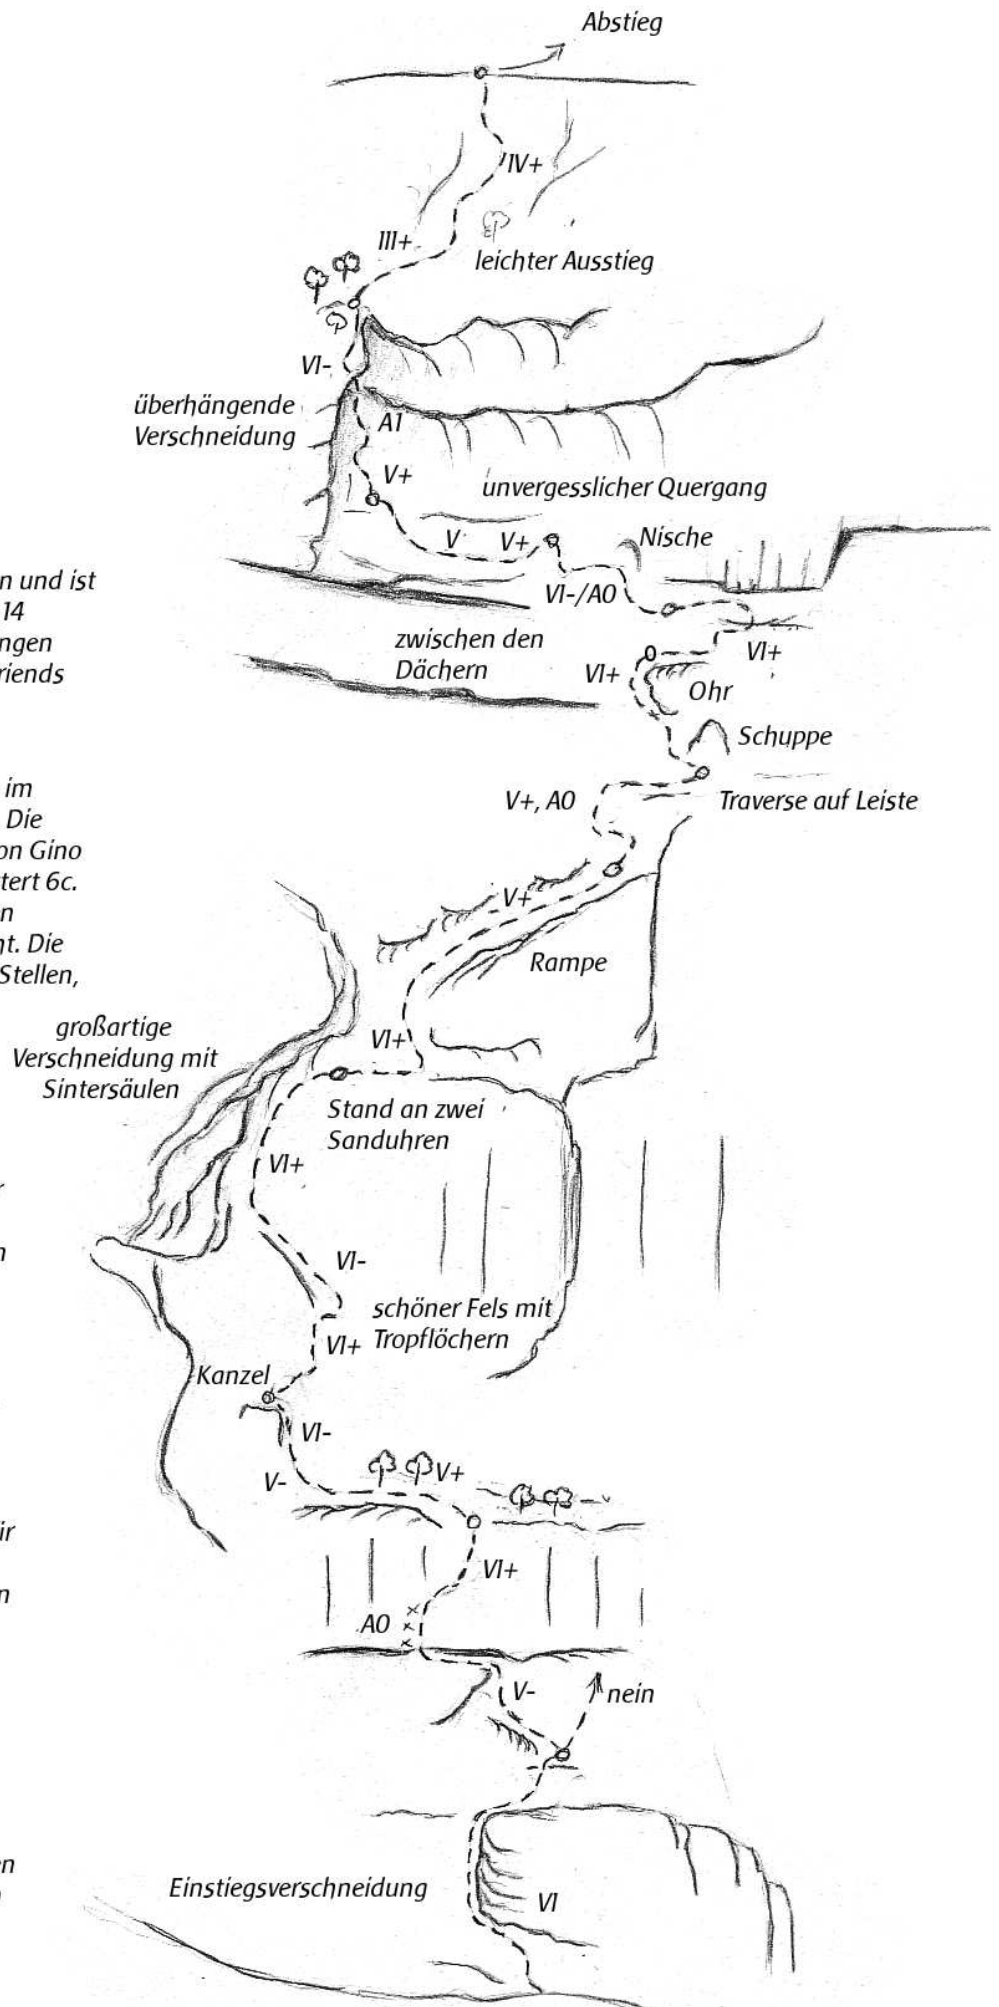 Abstieg
IV+
III+
leichter Ausstieg
VI-
überhängende
Verschneidung
A1
V+
unvergesslicher Quergang
V
V+
Nische
VI-/A0
zwischen den
Dächern
VI+
VI+
Ohr
Schuppe
V+, A0
Traverse auf Leiste
V+
Rampe
VI+
großartige
Verschneidung mit
Sintersäulen
Stand an zwei
Sanduhren
VI+
VI-
schöner Fels mit
Tropflöchern
VI+
Kanzel
VI-
V-
V+
VI+
A0
V-
nein
Einstiegsverschneidung
VI
n und ist
14
ngen
riends
im
Die
on Gino
tert 6c.
n
nt. Die
Stellen,
r
n
ür
n
en